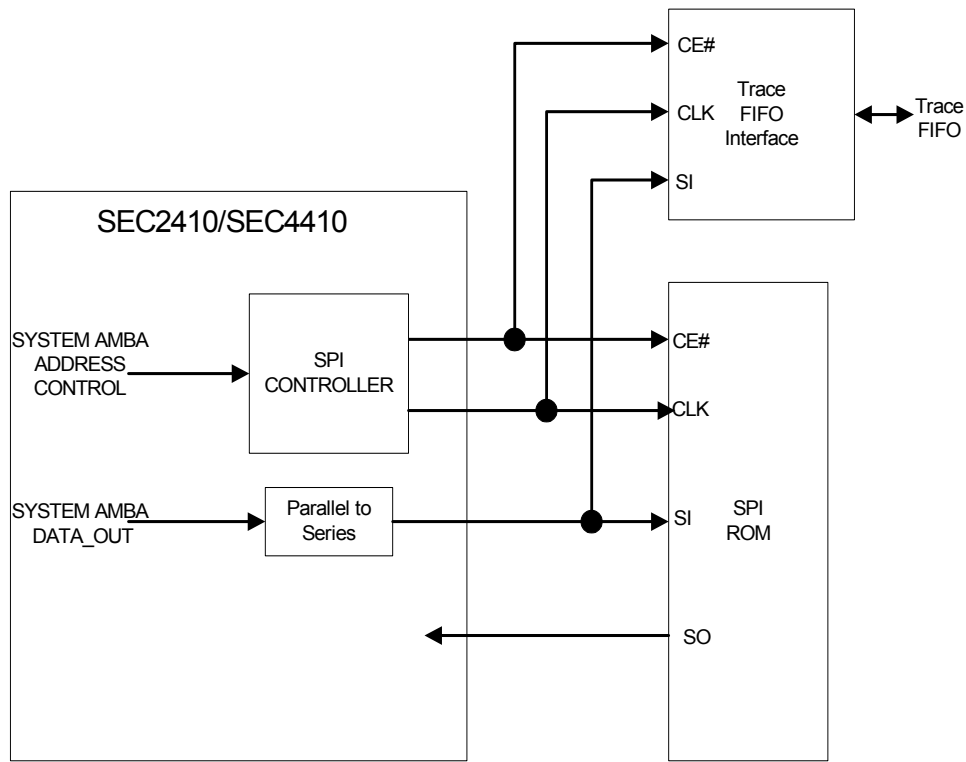 CE#
Trace
FIFO
Interface
CLK
SI
Trace
FIFO
SEC2410/SEC4410
SYSTEM AMBA
ADDRESS
CONTROL
SPI
CONTROLLER
CE#
CLK
SYSTEM AMBA
DATA_OUT
Parallel to
Series
SI
SPI
ROM
SO